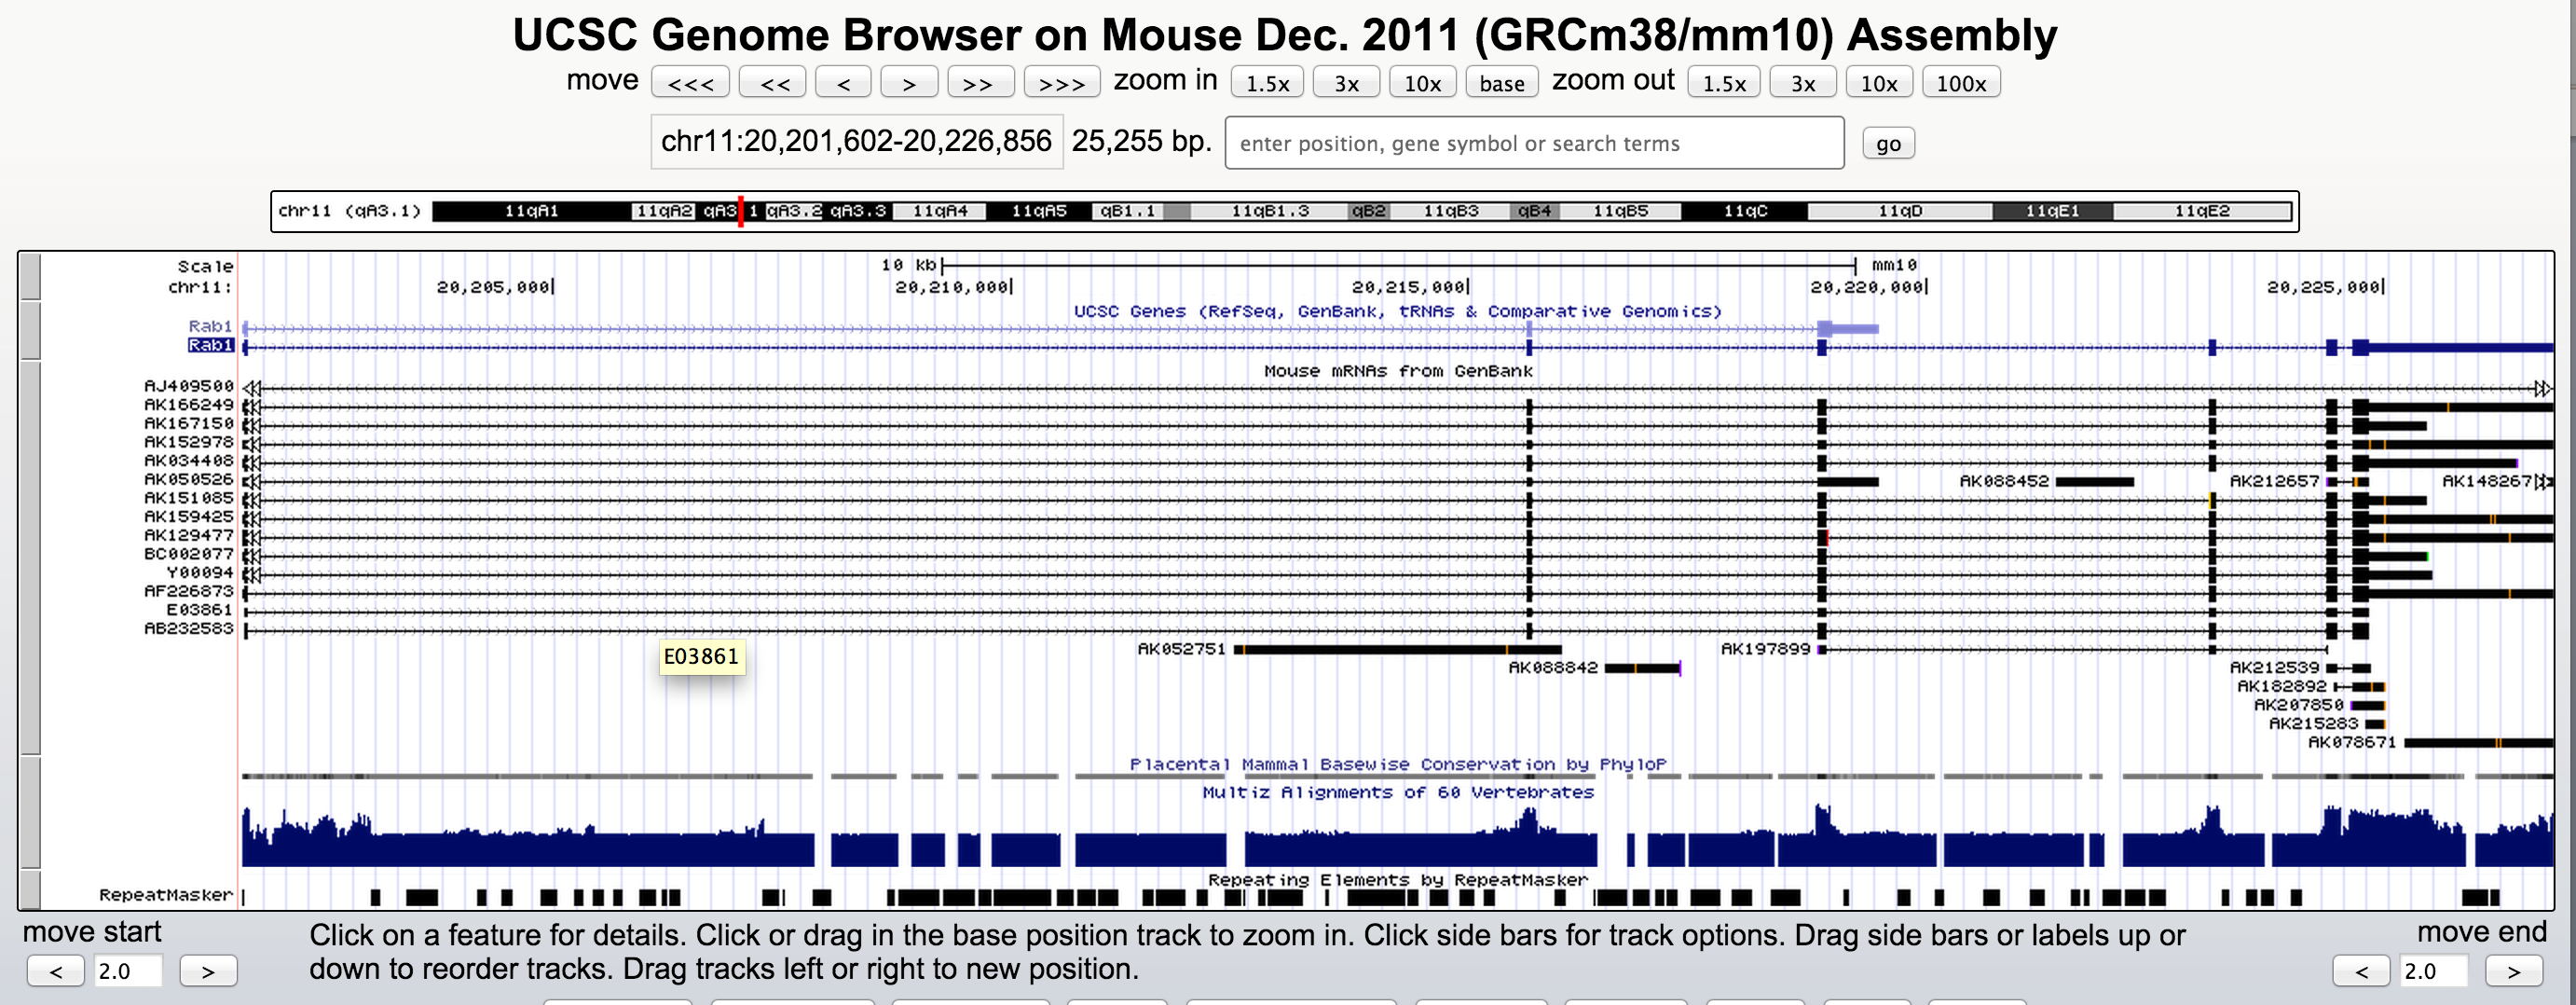 UCSC Genome Browser on Mouse Dec. 2011 (GRCm38/mm10) Assembly
move <<< << < > >> >>> zoom in 1.5x 3x 10x base zoom out 1.5x 3x 10x 100x
chr11:20,201,602-20,226,856 25,255 bp. enter position, gene symbol or search terms go
chr11 (qA3.1) 11qA1 11qA2 qA3 1 qA3.2 qA3.3 11qA4 11qA5 qB1.1 11qB1.3 qB2 11qB3 qB4 11qB5 11qC 11qD 11qE1 11qE2
Scale 10 kb mm10
chr11: 20,205,000 20,210,000 20,215,000 20,220,000 20,225,000
UCSC Genes (RefSeq, GenBank, tRNAs & Comparative Genomics)
Rab1
Rab1
Mouse mRNAs from GenBank
AJ409500
AK166249
AK167150
AK152978
AK034408
AK050526 AK088452 AK212657 AK148267
AK151085
AK159425
AK129477
BC002077
Y00094
AF226873
E03861
AB232583
E03861
AK052751 AK197899
AK088842 AK212539
AK182892
AK207850
AK215283
AK078671
Placental Mammal Basewise Conservation by PhyloP
Multiz Alignments of 60 Vertebrates
Repeating Elements by RepeatMasker
RepeatMasker
move start Click on a feature for details. Click or drag in the base position track to zoom in. Click side bars for track options. Drag side bars or labels up or move end
< 2.0 > down to reorder tracks. Drag tracks left or right to new position. < 2.0 >